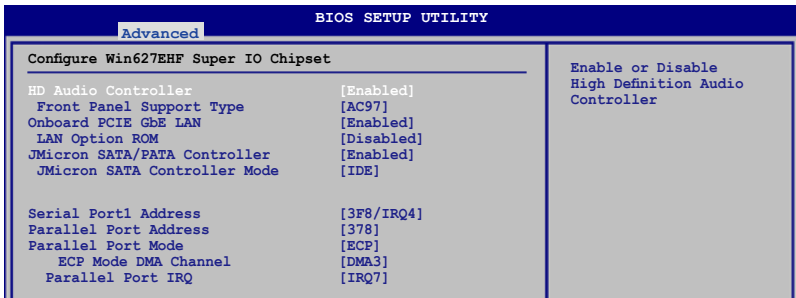 BIOS SETUP UTILITY
Advanced
Configure Win627EHF Super IO Chipset
HD Audio Controller [Enabled]
Front Panel Support Type [AC97]
Onboard PCIE GbE LAN [Enabled]
LAN Option ROM [Disabled]
JMicron SATA/PATA Controller [Enabled]
JMicron SATA Controller Mode [IDE]
Serial Port1 Address [3F8/IRQ4]
Parallel Port Address [378]
Parallel Port Mode [ECP]
ECP Mode DMA Channel [DMA3]
Parallel Port IRQ [IRQ7]
Enable or Disable
High Definition Audio
Controller